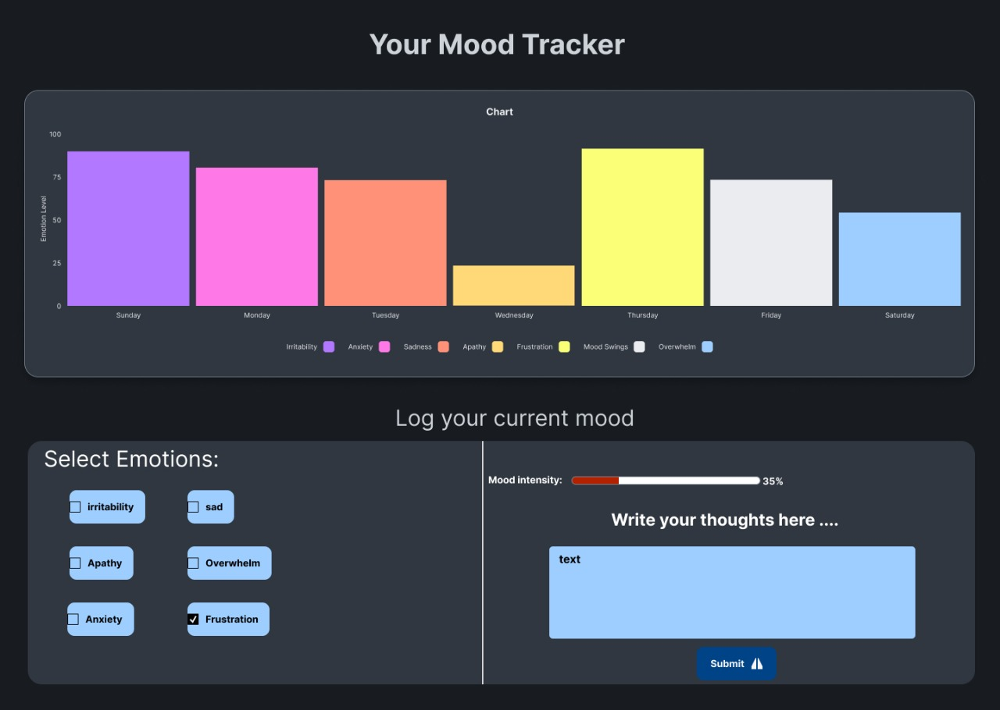 Your Mood Tracker
Chart
100
75
50
25
0
Emotion Level
Sunday Monday Tuesday Wednesday Thursday Friday Saturday
Irritability Anxiety Sadness Apathy Frustration Mood Swings Overwhelm
Log your current mood
Select Emotions:
irritability sad
Apathy Overwhelm
Anxiety Frustration
Mood intensity: 35%
Write your thoughts here ....
text
Submit